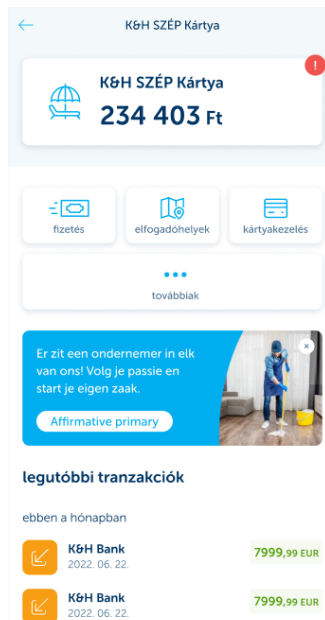 K&H SZÉP Kártya
!
K&H SZÉP Kártya
234 403 Ft
fizetés
elfogadóhelyek
kártyakezelés
továbbiak
Er zit een ondernemer in elk
van ons! Volg je passie en
start je eigen zaak.
Affirmative primary
legutóbbi tranzakciók
ebben a hónapban
K&H Bank
7999,99 EUR
2022. 06. 22.
K&H Bank
7999,99 EUR
2022. 06. 22.